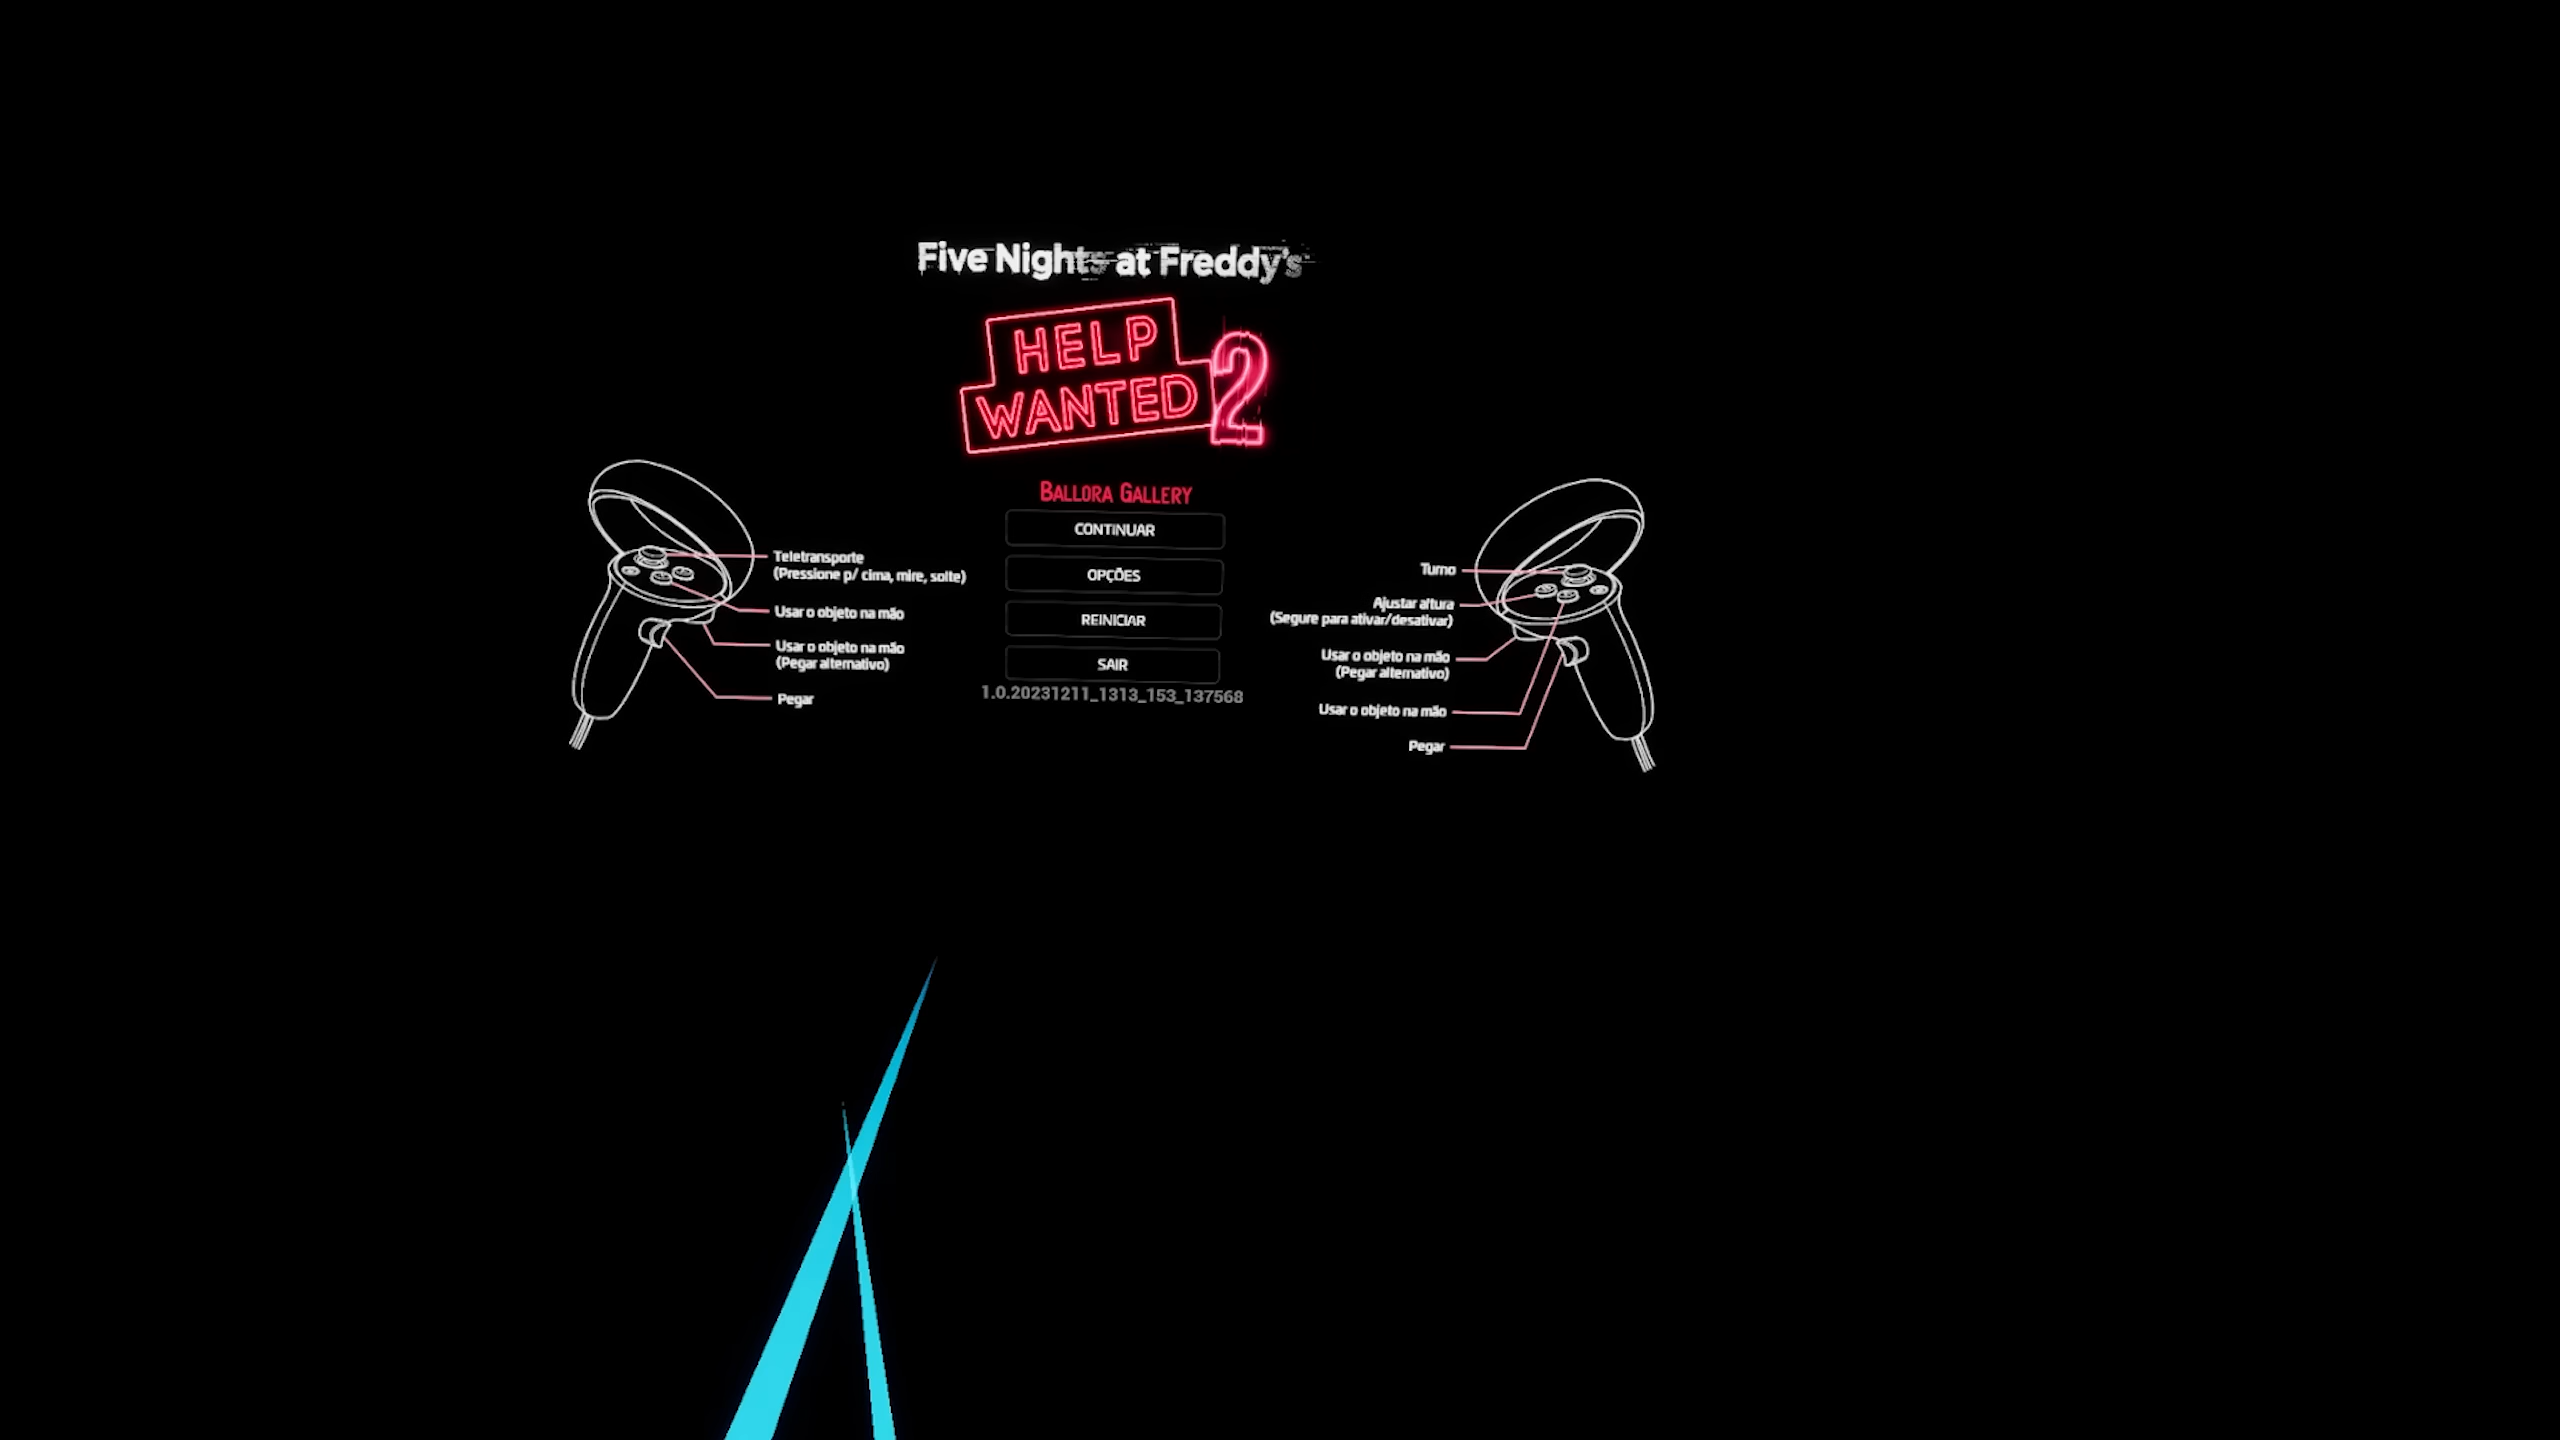 Five Nights at Freddy's
HELP
WANTED 2
BALLORA GALLERY
CONTINUAR
OPÇÕES
REINICIAR
SAIR
1.0.20231211_1313_153_137568
Teletransporte
(Pressione p/ cima, mire, solte)
Usar o objeto na mão
Usar o objeto na mão
(Pegar alternativo)
Pegar
Turno
Ajustar altura
(Segure para ativar/desativar)
Usar o objeto na mão
(Pegar alternativo)
Usar o objeto na mão
Pegar